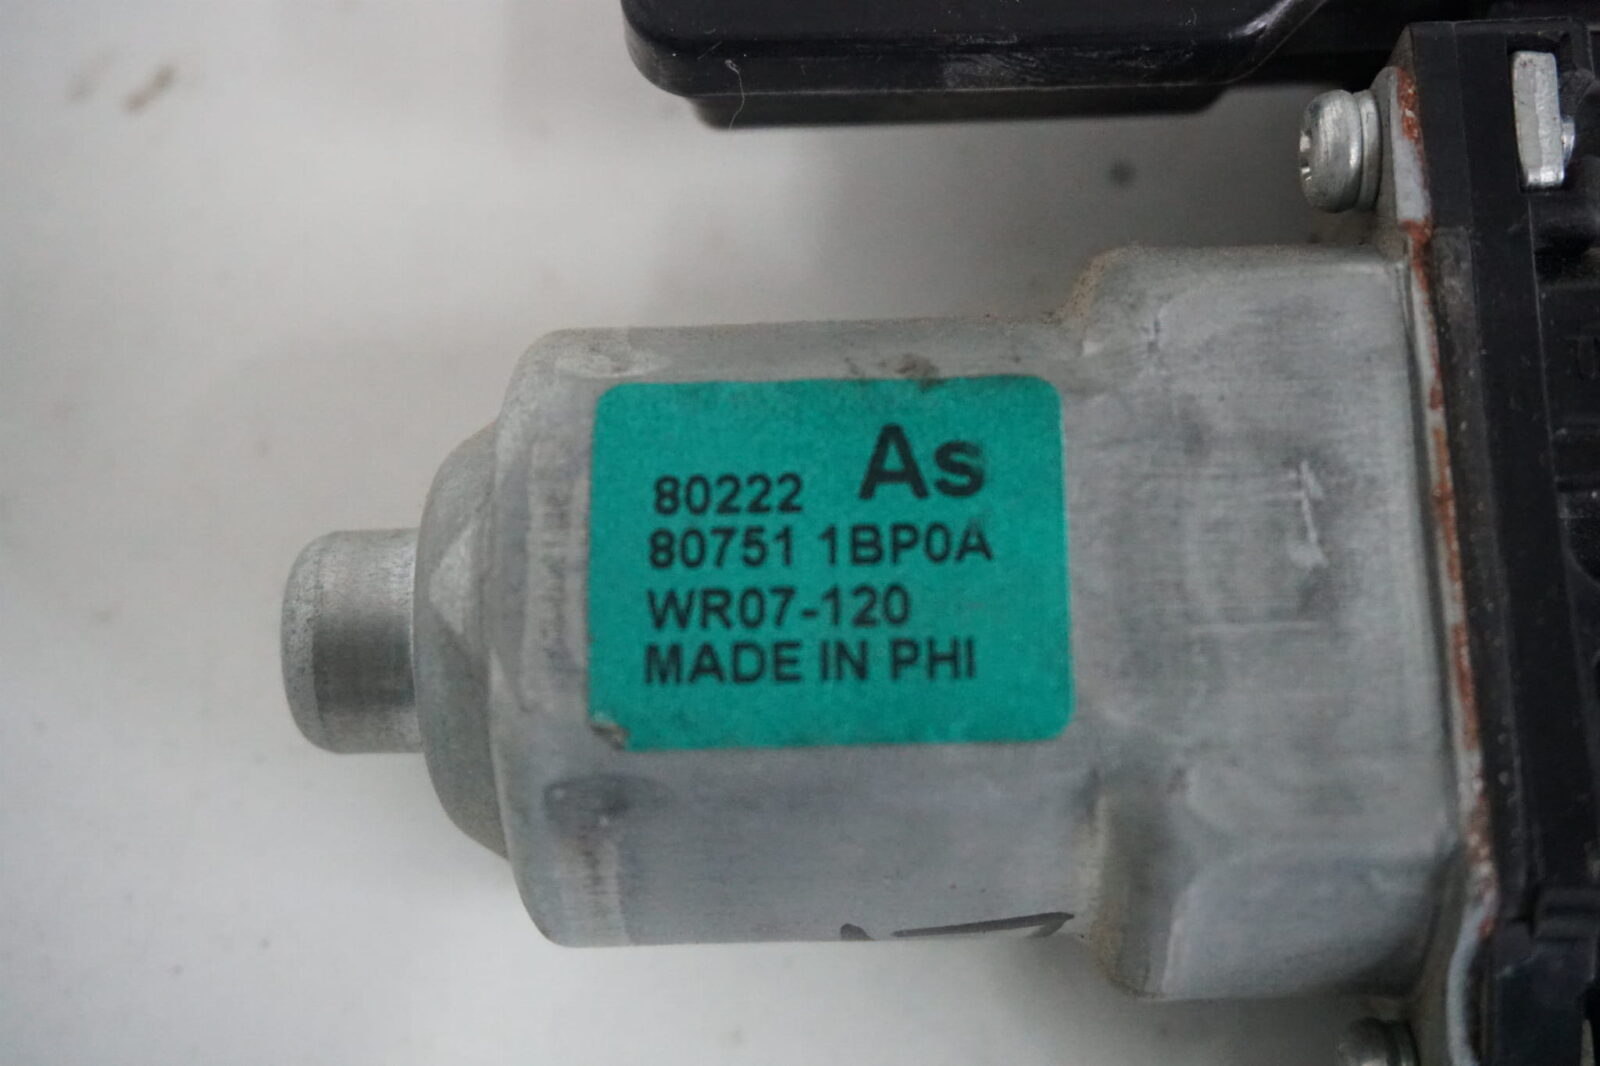 80222 As
80751 1BP0A
WR07-120
MADE IN PHI